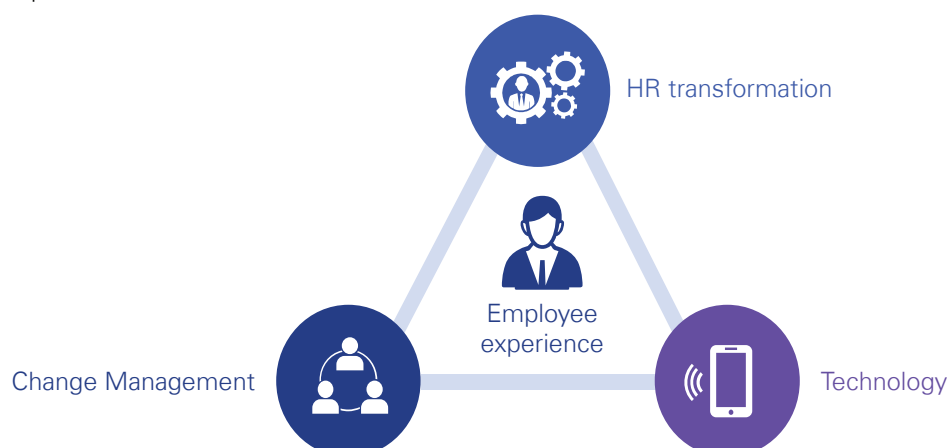 HR transformation
Employee
experience
Change Management
Technology